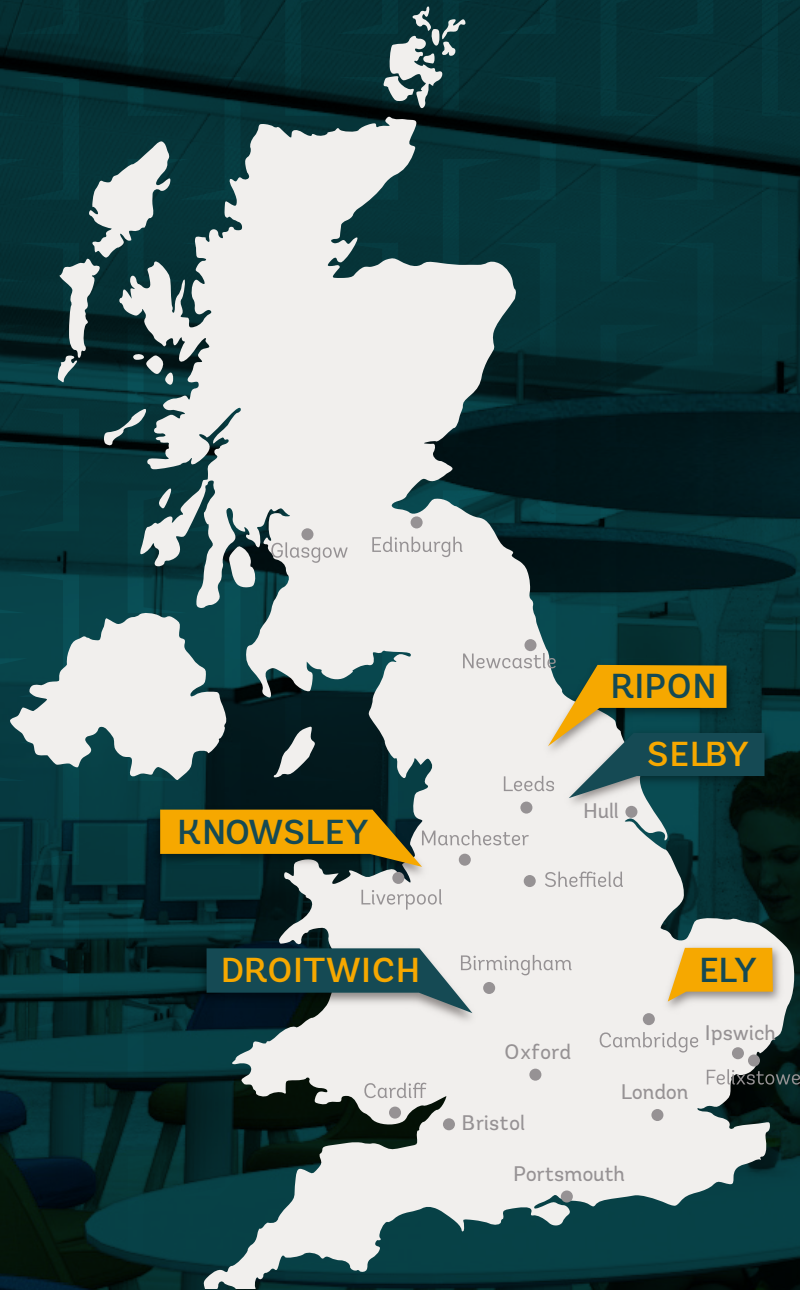 Glasgow
Edinburgh
Newcastle
RIPON
SELBY
Leeds
Hull
KNOWSLEY
Manchester
Sheffield
Liverpool
DROITWICH
Birmingham
ELY
Cambridge
Ipswich
Oxford
Felixstowe
Cardiff
London
Bristol
Portsmouth